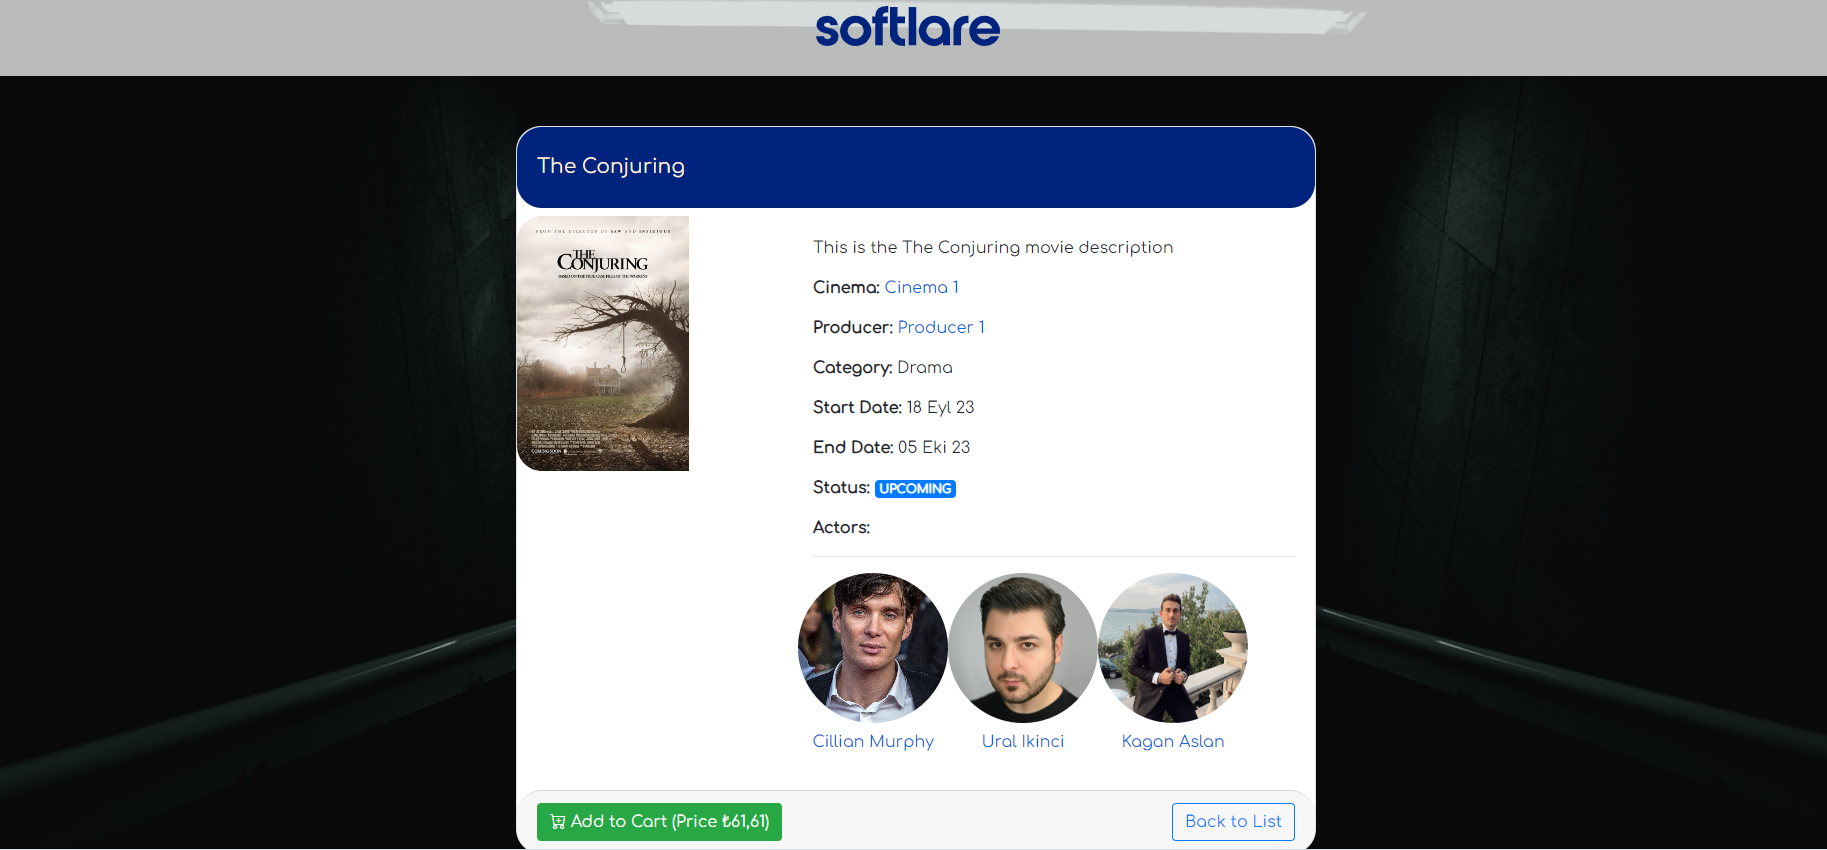 softlare
The Conjuring
FROM THE DIRECTOR OF SAW AND INSIDIOUS
THE
CONJURING
BASED ON THE TRUE CASE FILES OF THE WARRENS
COMING SOON
This is the The Conjuring movie description
Cinema: Cinema 1
Producer: Producer 1
Category: Drama
Start Date: 18 Eyl 23
End Date: 05 Eki 23
Status: UPCOMING
Actors:
Cillian Murphy Ural Ikinci Kagan Aslan
Add to Cart (Price ₺61,61) Back to List